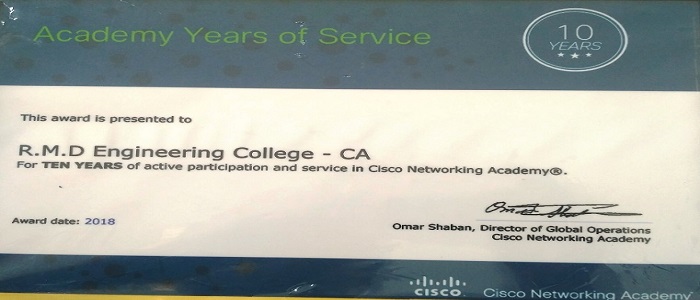 Academy Years of Service
10
YEARS
This award is presented to
R.M.D Engineering College - CA
For TEN YEARS of active participation and service in Cisco Networking Academy®.
Award date: 2018
Omar Shaban, Director of Global Operations
Cisco Networking Academy
CISCO
Cisco Networking Academy